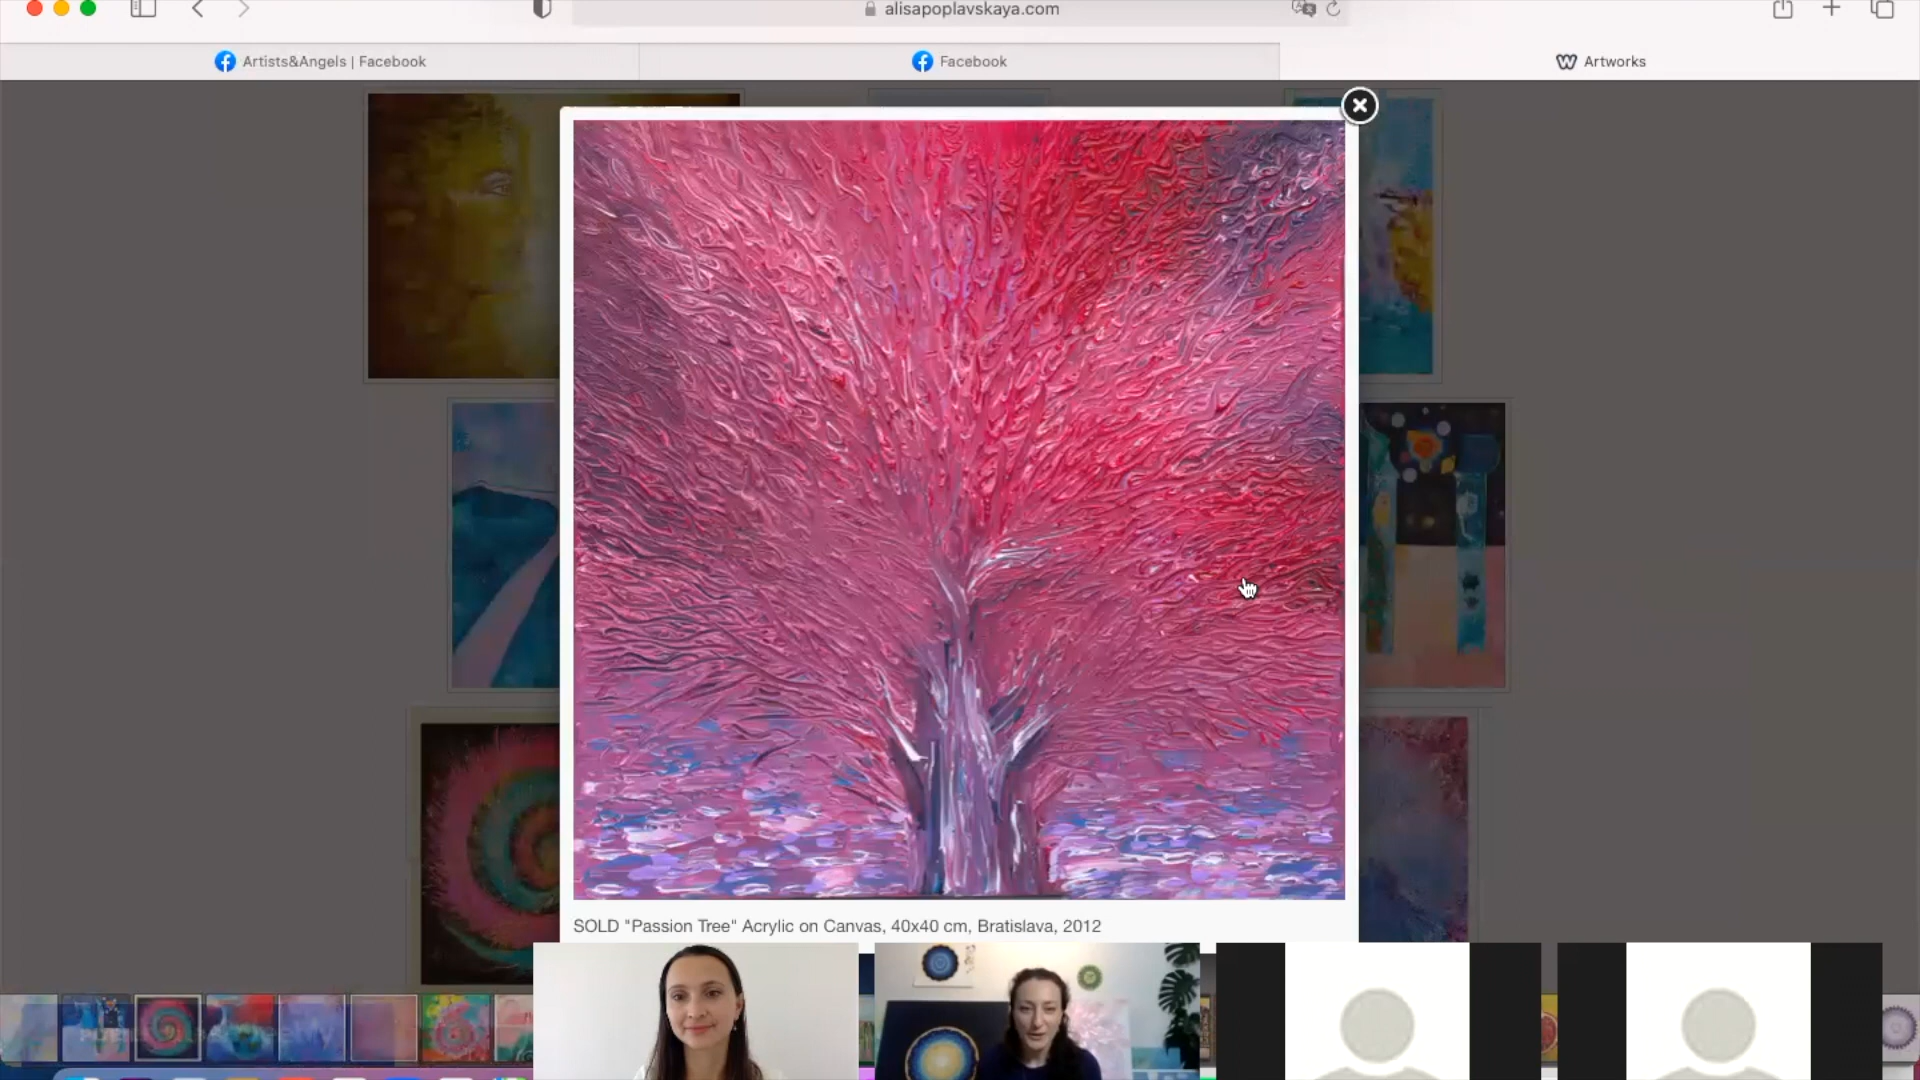 alisapoplavskaya.com
Artists&Angels | Facebook
Facebook
Artworks
SOLD "Passion Tree" Acrylic on Canvas, 40x40 cm, Bratislava, 2012